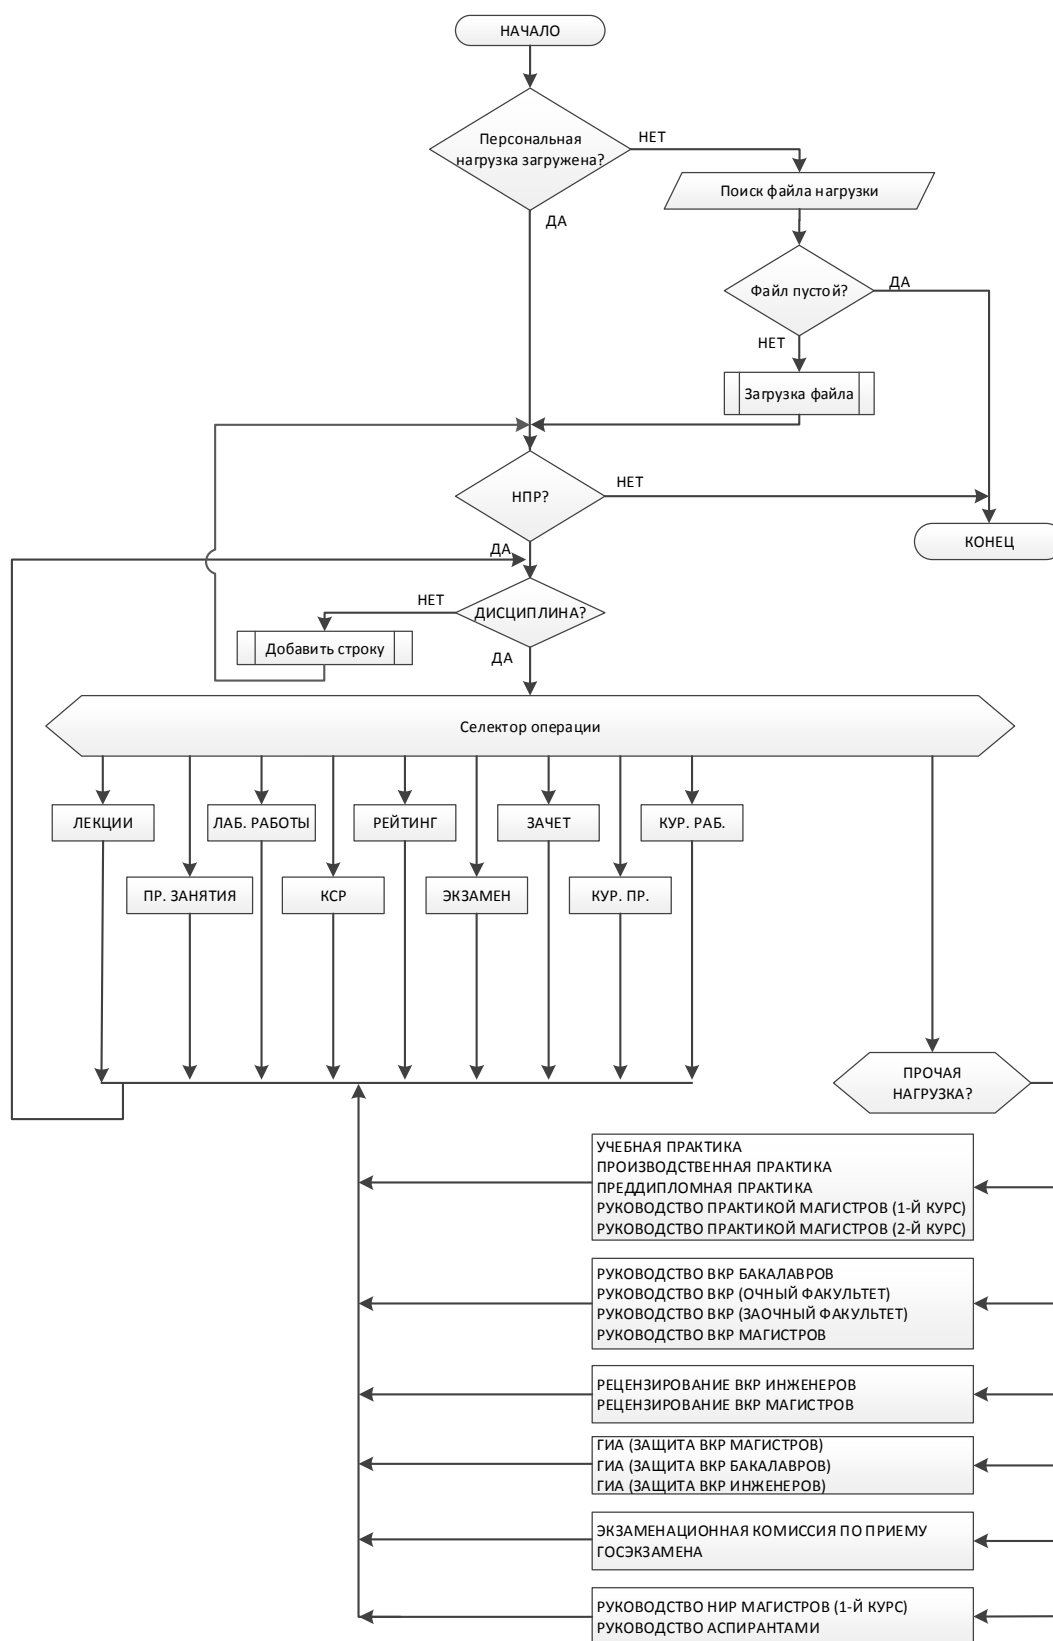 НАЧАЛО
Персональная
нагрузка загружена?
НЕТ
Поиск файла нагрузки
ДА
Файл пустой?
ДА
НЕТ
Загрузка файла
НПР?
НЕТ
КОНЕЦ
ДА
ДИСЦИПЛИНА?
НЕТ
Добавить строку
ДА
Селектор операции
ЛЕКЦИИ
ЛАБ. РАБОТЫ
РЕЙТИНГ
ЗАЧЕТ
КУР. РАБ.
ПР. ЗАНЯТИЯ
КСР
ЭКЗАМЕН
КУР. ПР.
ПРОЧАЯ
НАГРУЗКА?
УЧЕБНАЯ ПРАКТИКА
ПРОИЗВОДСТВЕННАЯ ПРАКТИКА
ПРЕДДИПЛОМНАЯ ПРАКТИКА
РУКОВОДСТВО ПРАКТИКОЙ МАГИСТРОВ (1-Й КУРС)
РУКОВОДСТВО ПРАКТИКОЙ МАГИСТРОВ (2-Й КУРС)
РУКОВОДСТВО ВКР БАКАЛАВРОВ
РУКОВОДСТВО ВКР (ОЧНЫЙ ФАКУЛЬТЕТ)
РУКОВОДСТВО ВКР (ЗАОЧНЫЙ ФАКУЛЬТЕТ)
РУКОВОДСТВО ВКР МАГИСТРОВ
РЕЦЕНЗИРОВАНИЕ ВКР ИНЖЕНЕРОВ
РЕЦЕНЗИРОВАНИЕ ВКР МАГИСТРОВ
ГИА (ЗАЩИТА ВКР МАГИСТРОВ)
ГИА (ЗАЩИТА ВКР БАКАЛАВРОВ)
ГИА (ЗАЩИТА ВКР ИНЖЕНЕРОВ)
ЭКЗАМЕНАЦИОННАЯ КОМИССИЯ ПО ПРИЕМУ
ГОСЭКЗАМЕНА
РУКОВОДСТВО НИР МАГИСТРОВ (1-Й КУРС)
РУКОВОДСТВО АСПИРАНТАМИ